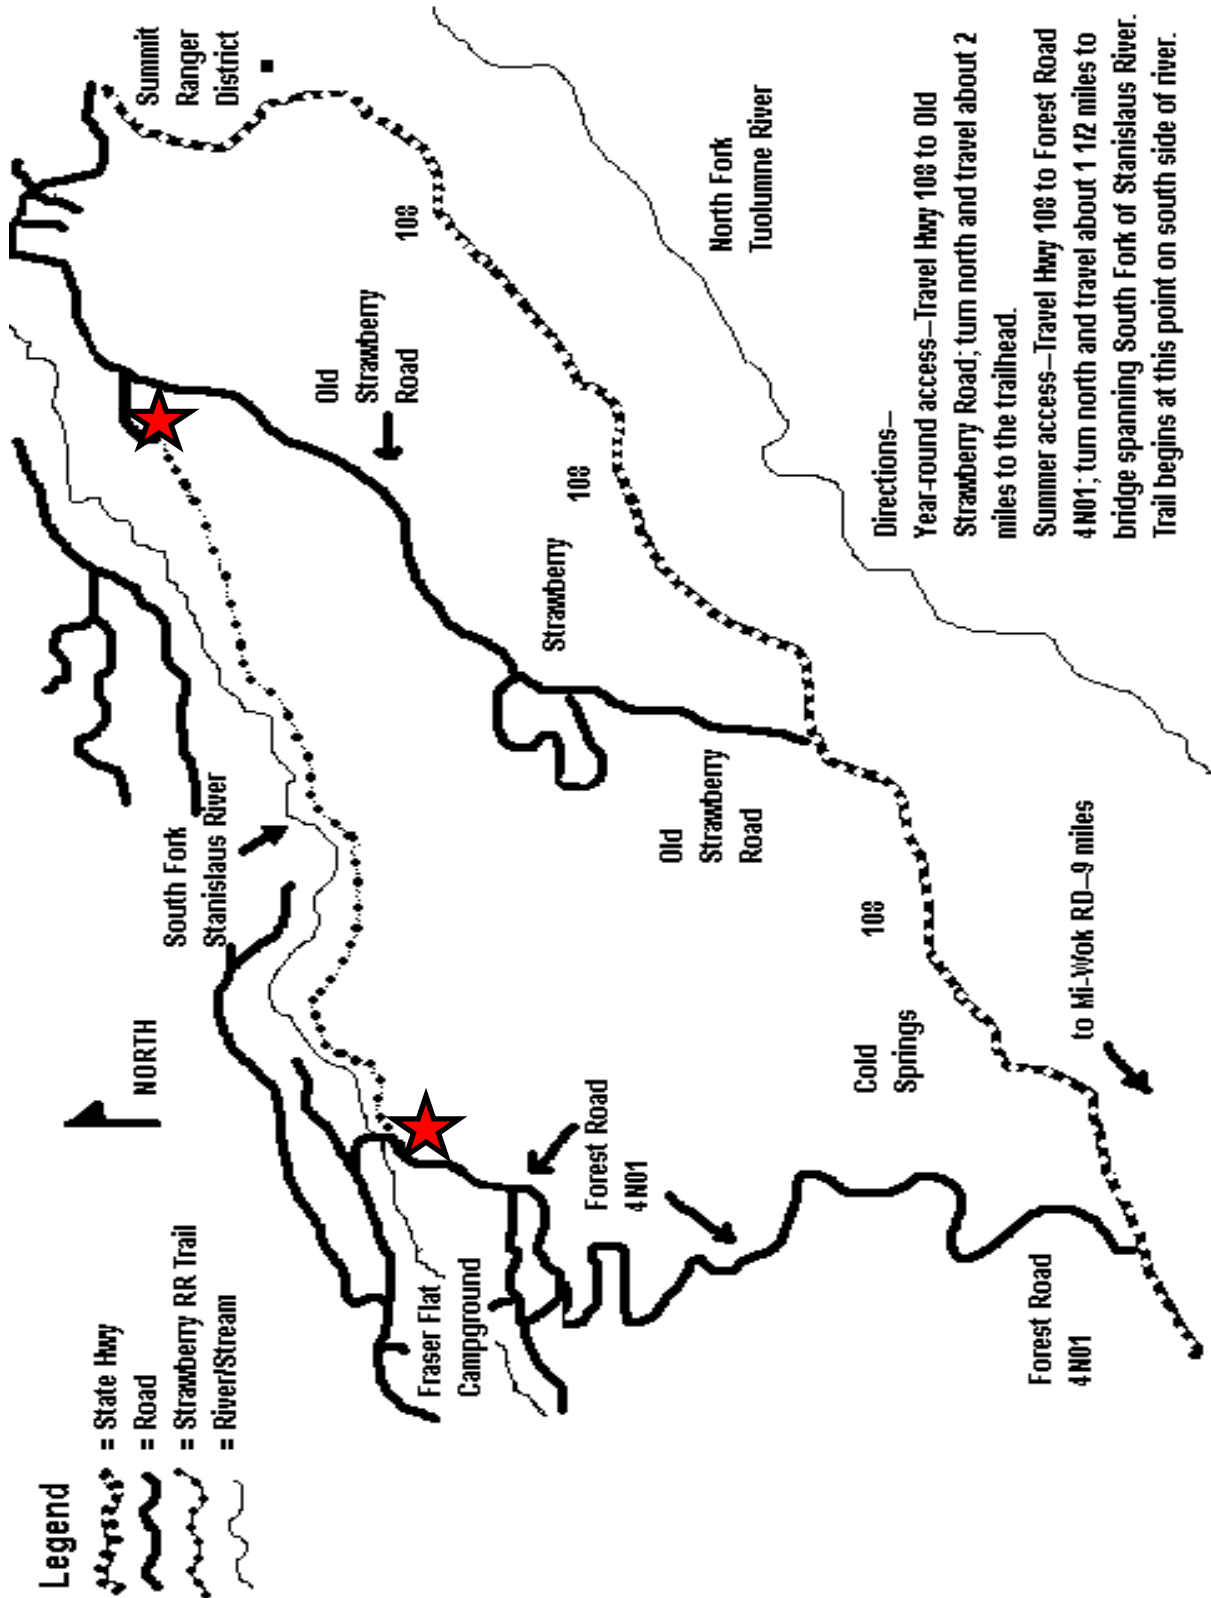 Legend
= State Hwy
= Road
= Strawberry RR Trail
= River/Stream
NORTH
South Fork
Stanislaus River
Summit
Ranger
District
108
Old
Strawberry
Road
Strawberry
108
North Fork
Tuolumne River
Fraser Flat
Campground
Forest Road
4N01
Old
Strawberry
Road
Cold
Springs
108
Forest Road
4N01
to Mi-Wok RD-9 miles
Directions–
Year-round access–Travel Hwy 108 to Old
Strawberry Road; turn north and travel about 2
miles to the trailhead.
Summer access–Travel Hwy 108 to Forest Road
4N01; turn north and travel about 1 1/2 miles to
bridge spanning South Fork of Stanislaus River.
Trail begins at this point on south side of river.